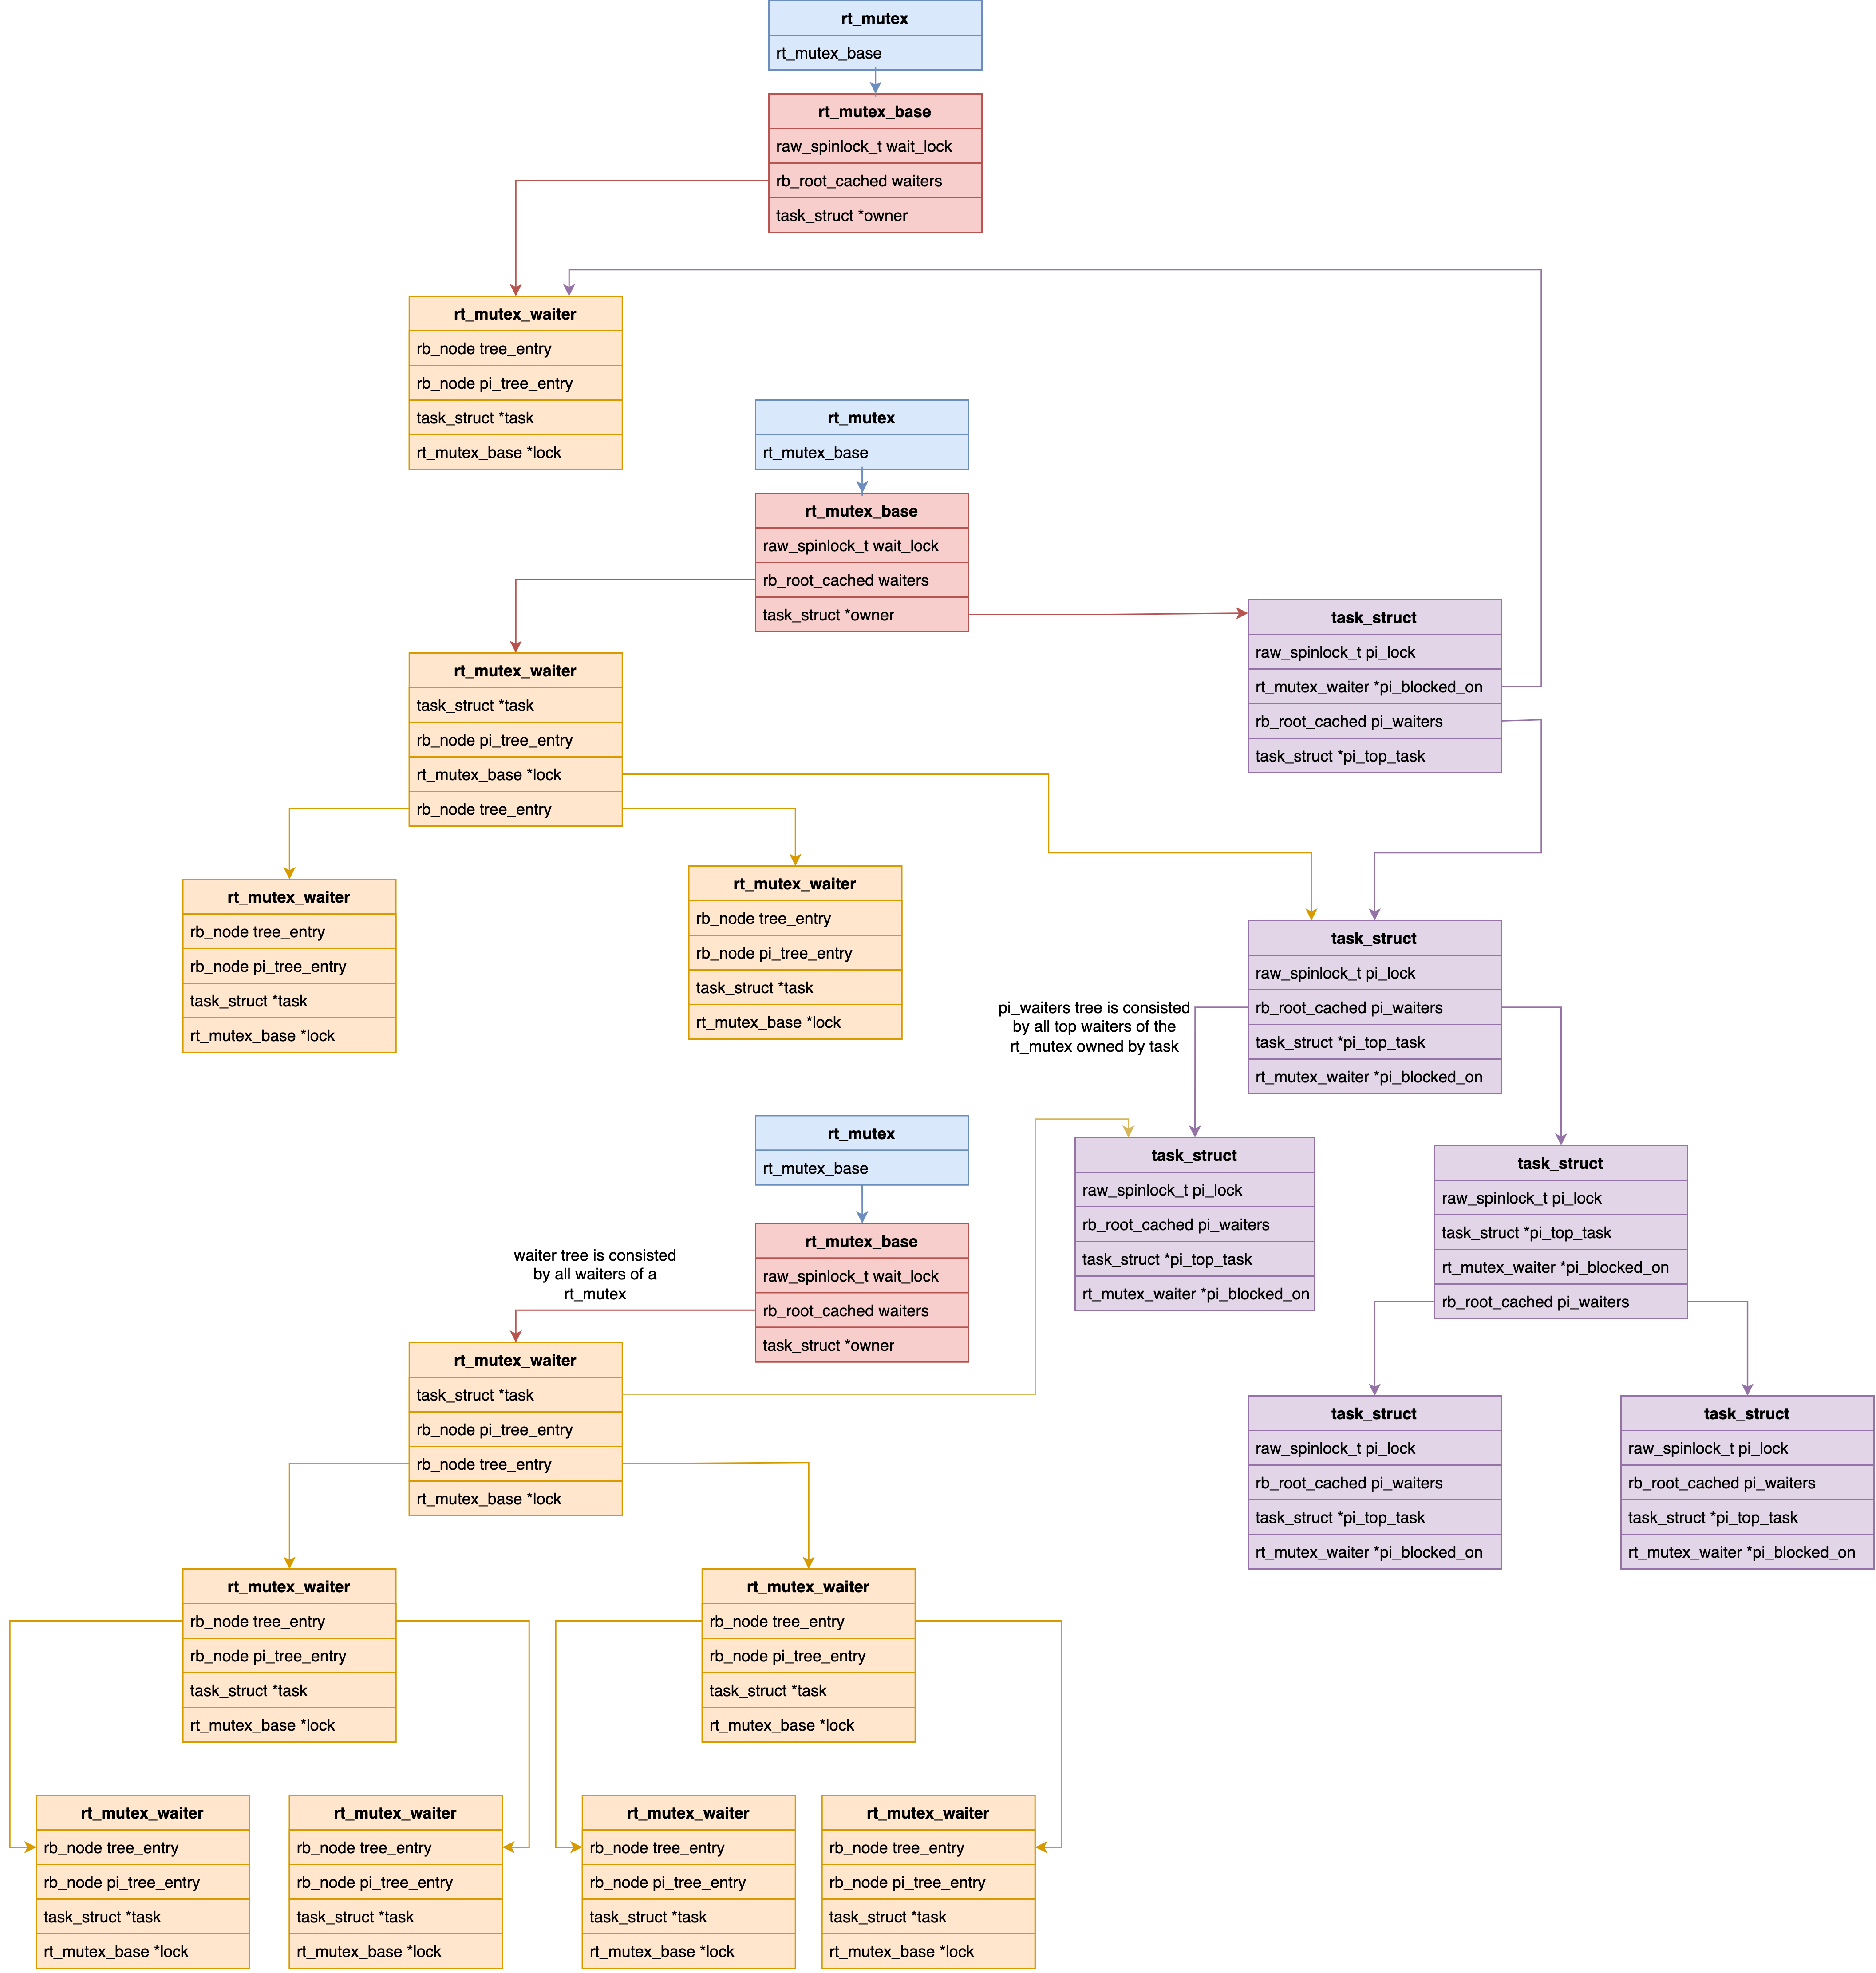 rt_mutex
rt_mutex_base
rt_mutex_base
raw_spinlock_t wait_lock
rb_root_cached waiters
task_struct *owner
rt_mutex_waiter
rb_node tree_entry
rb_node pi_tree_entry
task_struct *task
rt_mutex_base *lock
rt_mutex
rt_mutex_base
rt_mutex_base
raw_spinlock_t wait_lock
rb_root_cached waiters
task_struct *owner
task_struct
raw_spinlock_t pi_lock
rt_mutex_waiter *pi_blocked_on
rb_root_cached pi_waiters
task_struct *pi_top_task
rt_mutex_waiter
task_struct *task
rb_node pi_tree_entry
rt_mutex_base *lock
rb_node tree_entry
rt_mutex_waiter
rb_node tree_entry
rb_node pi_tree_entry
task_struct *task
rt_mutex_base *lock
rt_mutex_waiter
rb_node tree_entry
rb_node pi_tree_entry
task_struct *task
rt_mutex_base *lock
task_struct
raw_spinlock_t pi_lock
rb_root_cached pi_waiters
task_struct *pi_top_task
rt_mutex_waiter *pi_blocked_on
pi_waiters tree is consisted
by all top waiters of the
rt_mutex owned by task
rt_mutex
rt_mutex_base
rt_mutex_base
raw_spinlock_t wait_lock
rb_root_cached waiters
task_struct *owner
task_struct
raw_spinlock_t pi_lock
rb_root_cached pi_waiters
task_struct *pi_top_task
rt_mutex_waiter *pi_blocked_on
task_struct
raw_spinlock_t pi_lock
task_struct *pi_top_task
rt_mutex_waiter *pi_blocked_on
rb_root_cached pi_waiters
waiter tree is consisted
by all waiters of a
rt_mutex
rt_mutex_waiter
task_struct *task
rb_node pi_tree_entry
rb_node tree_entry
rt_mutex_base *lock
task_struct
raw_spinlock_t pi_lock
rb_root_cached pi_waiters
task_struct *pi_top_task
rt_mutex_waiter *pi_blocked_on
task_struct
raw_spinlock_t pi_lock
rb_root_cached pi_waiters
task_struct *pi_top_task
rt_mutex_waiter *pi_blocked_on
rt_mutex_waiter
rb_node tree_entry
rb_node pi_tree_entry
task_struct *task
rt_mutex_base *lock
rt_mutex_waiter
rb_node tree_entry
rb_node pi_tree_entry
task_struct *task
rt_mutex_base *lock
rt_mutex_waiter
rb_node tree_entry
rb_node pi_tree_entry
task_struct *task
rt_mutex_base *lock
rt_mutex_waiter
rb_node tree_entry
rb_node pi_tree_entry
task_struct *task
rt_mutex_base *lock
rt_mutex_waiter
rb_node tree_entry
rb_node pi_tree_entry
task_struct *task
rt_mutex_base *lock
rt_mutex_waiter
rb_node tree_entry
rb_node pi_tree_entry
task_struct *task
rt_mutex_base *lock